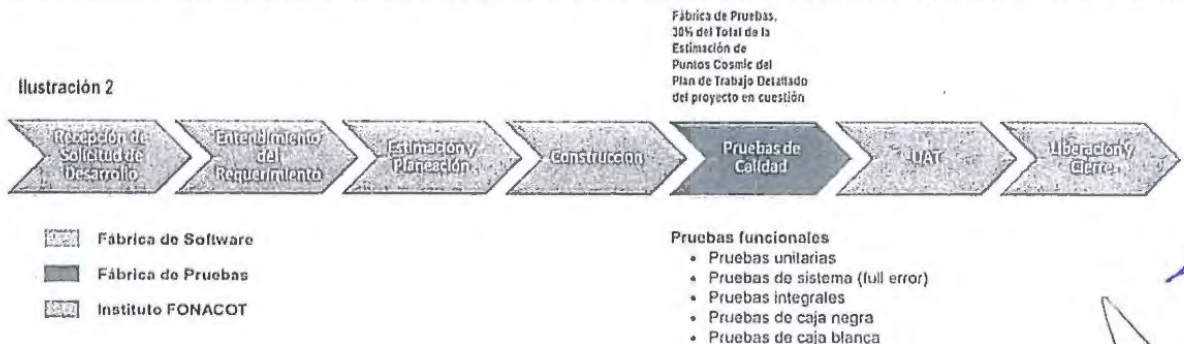 Fábrica de Pruebas,
30% del Total de la
Estimación de
Puntos Cosmic del
Plan de Trabajo Detallado
del proyecto en cuestión
Ilustración 2
Recepción de
Solicitud de
Desarrollo
Entendimiento
del
Requerimiento
Estimación y
Planeación
Construccion
Pruebas de
Calidad
UAT
Liberación y
Cierre
Fábrica de Software
Fábrica de Pruebas
Instituto FONACOT
Pruebas funcionales
• Pruebas unitarias
• Pruebas de sistema (full error)
• Pruebas integrales
• Pruebas de caja negra
• Pruebas de caja blanca